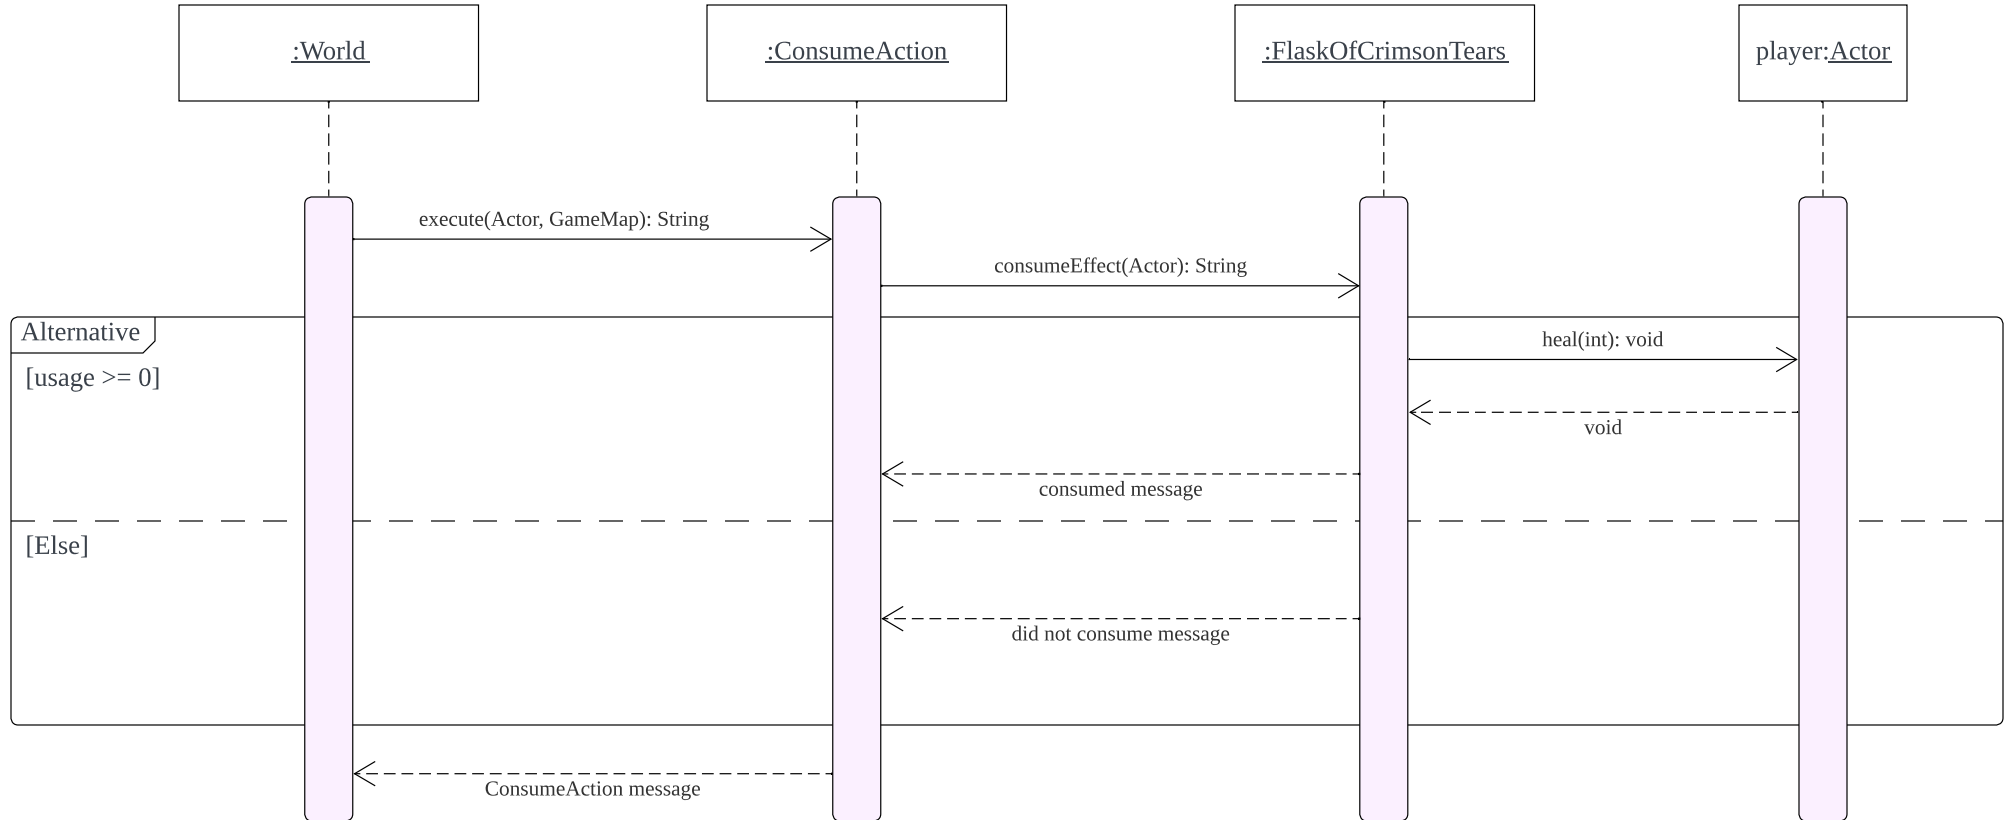 :World
:ConsumeAction
:FlaskOfCrimsonTears
player:Actor
execute(Actor, GameMap): String
consumeEffect(Actor): String
Alternative
heal(int): void
[usage >= 0]
void
consumed message
[Else]
did not consume message
ConsumeAction message